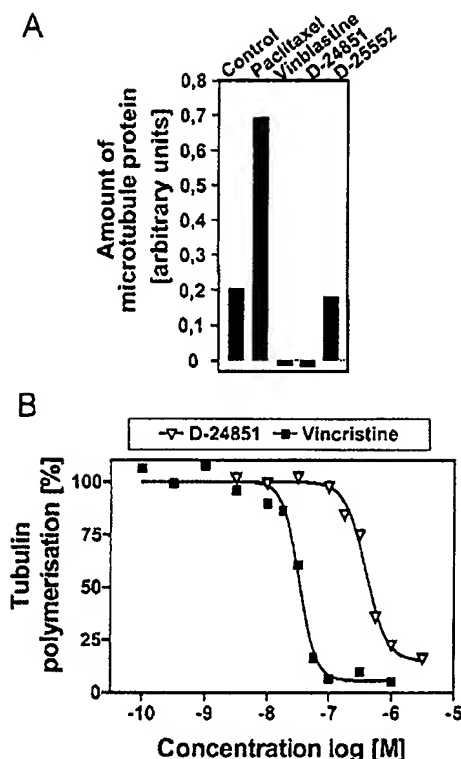 A
Control
Paclitaxel
Vinblastine
D-24851
D-25552
Amount of
microtubule protein
[arbitrary units]
0,8
0,7
0,6
0,5
0,4
0,3
0,2
0,1
0
B
D-24851 Vincristine
Tubulin
polymerisation [%]
100
75
50
25
0
-10 -9 -8 -7 -6 -5
Concentration log [M]